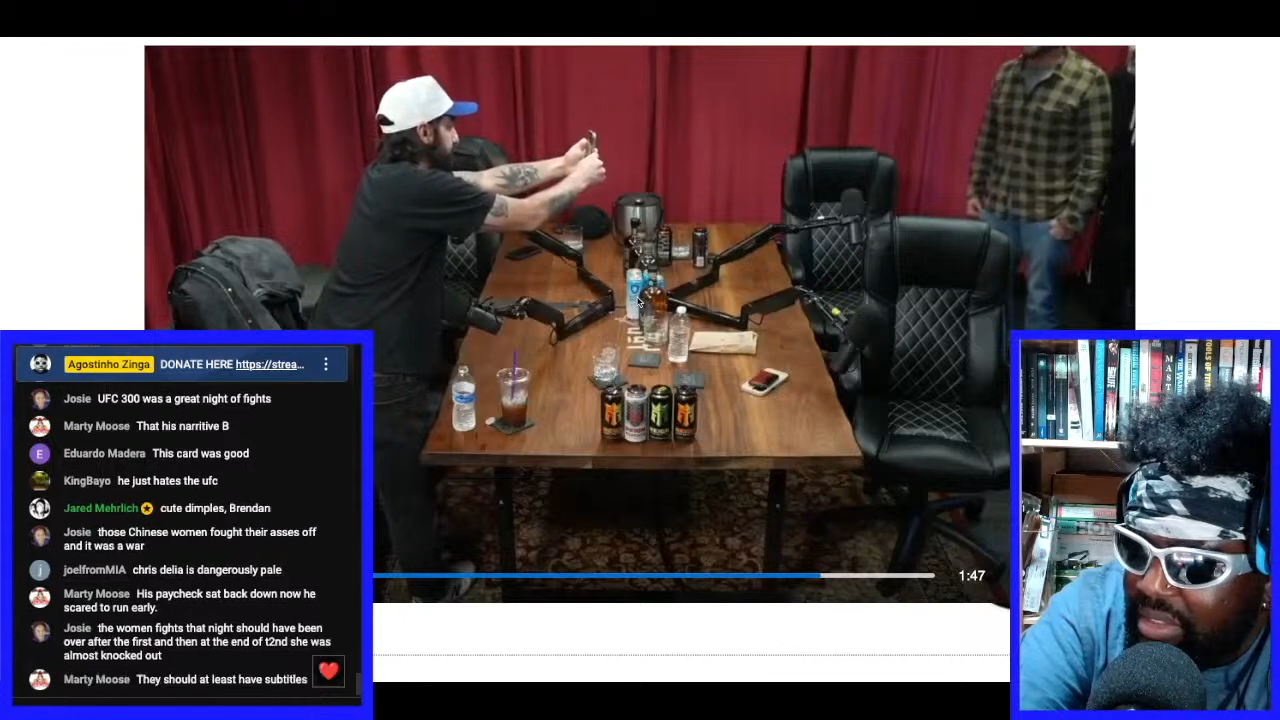 Agostinho Zinga DONATE HERE https://strea...
Josie UFC 300 was a great night of fights
Marty Moose That his narritive B
E Eduardo Madera This card was good
KingBayo he just hates the ufc
Jared Mehrlich cute dimples, Brendan
Josie those Chinese women fought their asses off
and it was a war
j joelfromMIA chris delia is dangerously pale
Marty Moose His paycheck sat back down now he
scared to run early.
Josie the women fights that night should have been
over after the first and then at the end of t2nd she was
almost knocked out
Marty Moose They should at least have subtitles
1:47